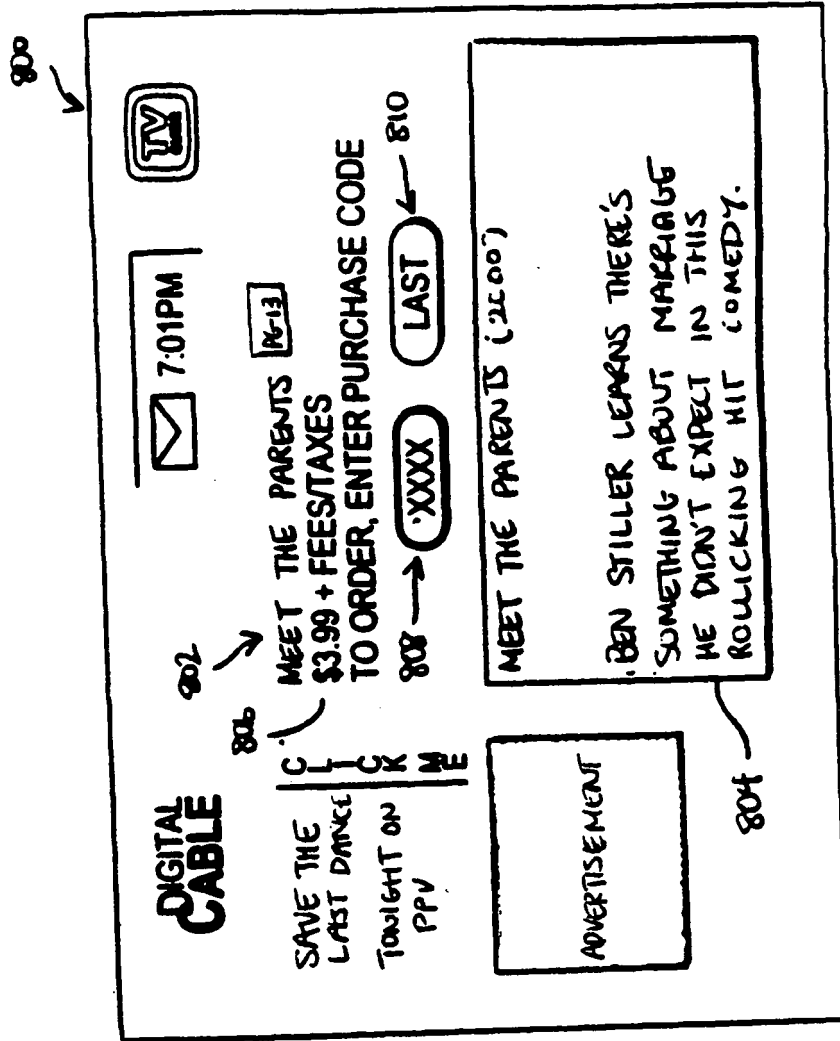 800
DIGITAL
CABLE
7:01PM
TV
802
806
SAVE THE
LAST DANCE
TONIGHT ON
PPV
CLICK ME
MEET THE PARENTS PG-13
$3.99 + FEES/TAXES
TO ORDER, ENTER PURCHASE CODE
808
XXXX
LAST
810
ADVERTISEMENT
MEET THE PARENTS (2000)
BEN STILLER LEARNS THERE'S
SOMETHING ABOUT MARRIAGE
HE DIDN'T EXPECT IN THIS
ROLLICKING HIT COMEDY.
804